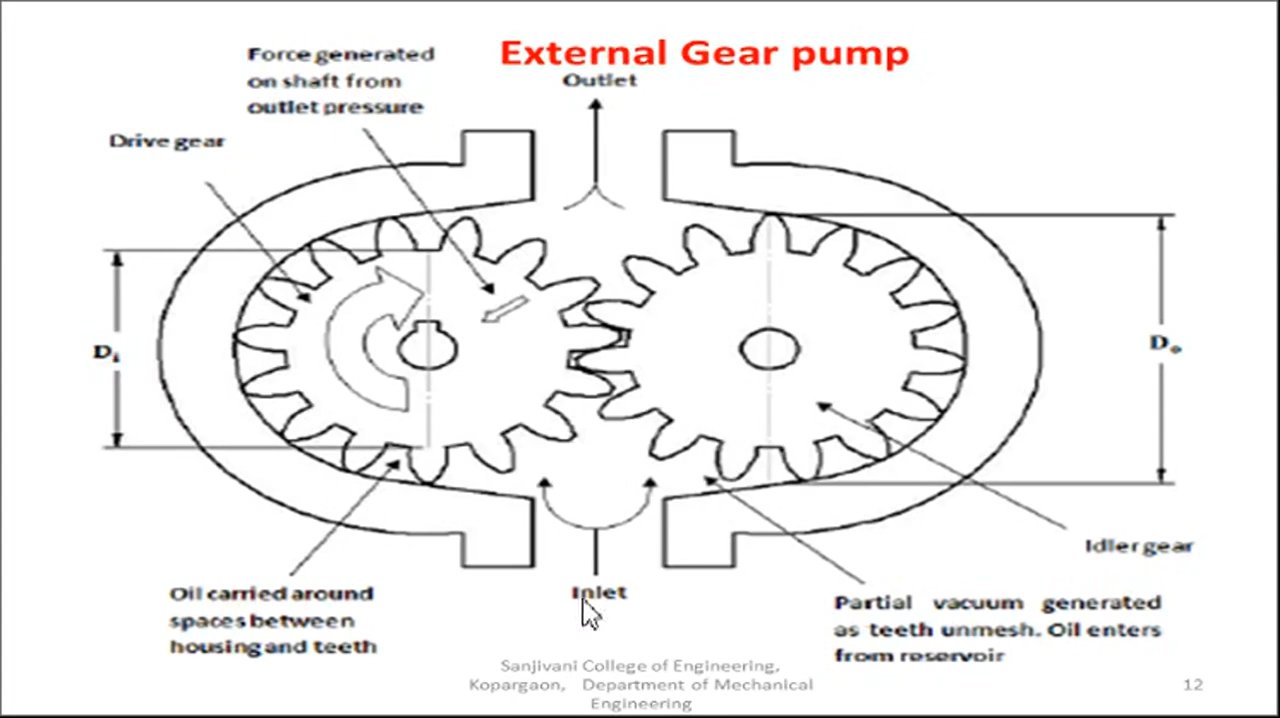 External Gear pump
Force generated
on shaft from
outlet pressure
Outlet
Drive gear
Di
Do
Idler gear
Oil carried around
spaces between
housing and teeth
Inlet
Partial vacuum generated
as teeth unmesh. Oil enters
from reservoir
Sanjivani College of Engineering,
Kopargaon, Department of Mechanical
Engineering
12